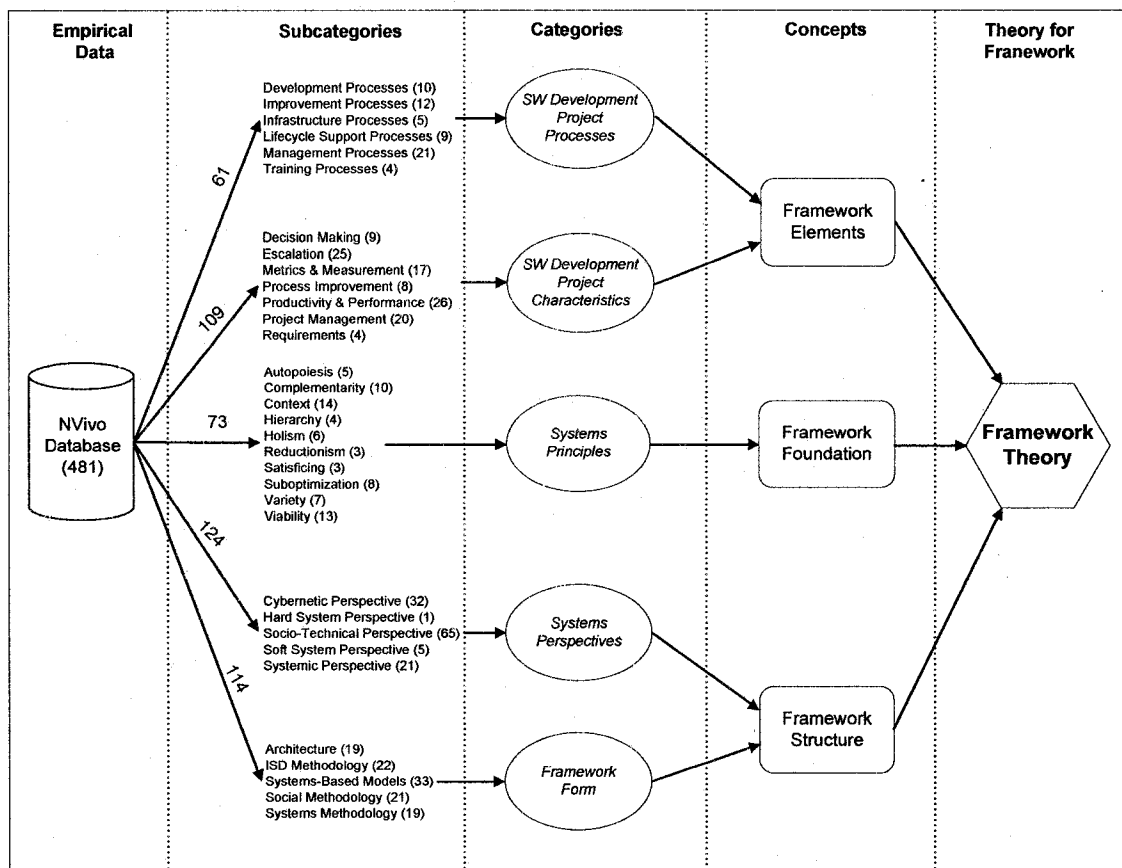 Empirical
Data
Subcategories
Categories
Concepts
Theory for
Franework
Development Processes (10)
Improvement Processes (12)
Infrastructure Processes (5)
Lifecycle Support Processes (9)
Management Processes (21)
Training Processes (4)
SW Development
Project
Processes
61
Framework
Elements
Decision Making (9)
Escalation (25)
Metrics & Measurement (17)
Process Improvement (8)
Productivity & Performance (26)
Project Management (20)
Requirements (4)
SW Development
Project
Characteristics
109
NVivo
Database
(481)
73
Autopoiesis (5)
Complementarity (10)
Context (14)
Hierarchy (4)
Holism (6)
Reductionism (3)
Satisficing (3)
Suboptimization (8)
Variety (7)
Viability (13)
Systems
Principles
Framework
Foundation
Framework
Theory
124
Cybernetic Perspective (32)
Hard System Perspective (1)
Socio-Technical Perspective (65)
Soft System Perspective (5)
Systemic Perspective (21)
Systems
Perspectives
114
Framework
Structure
Architecture (19)
ISD Methodology (22)
Systems-Based Models (33)
Social Methodology (21)
Systems Methodology (19)
Framework
Form